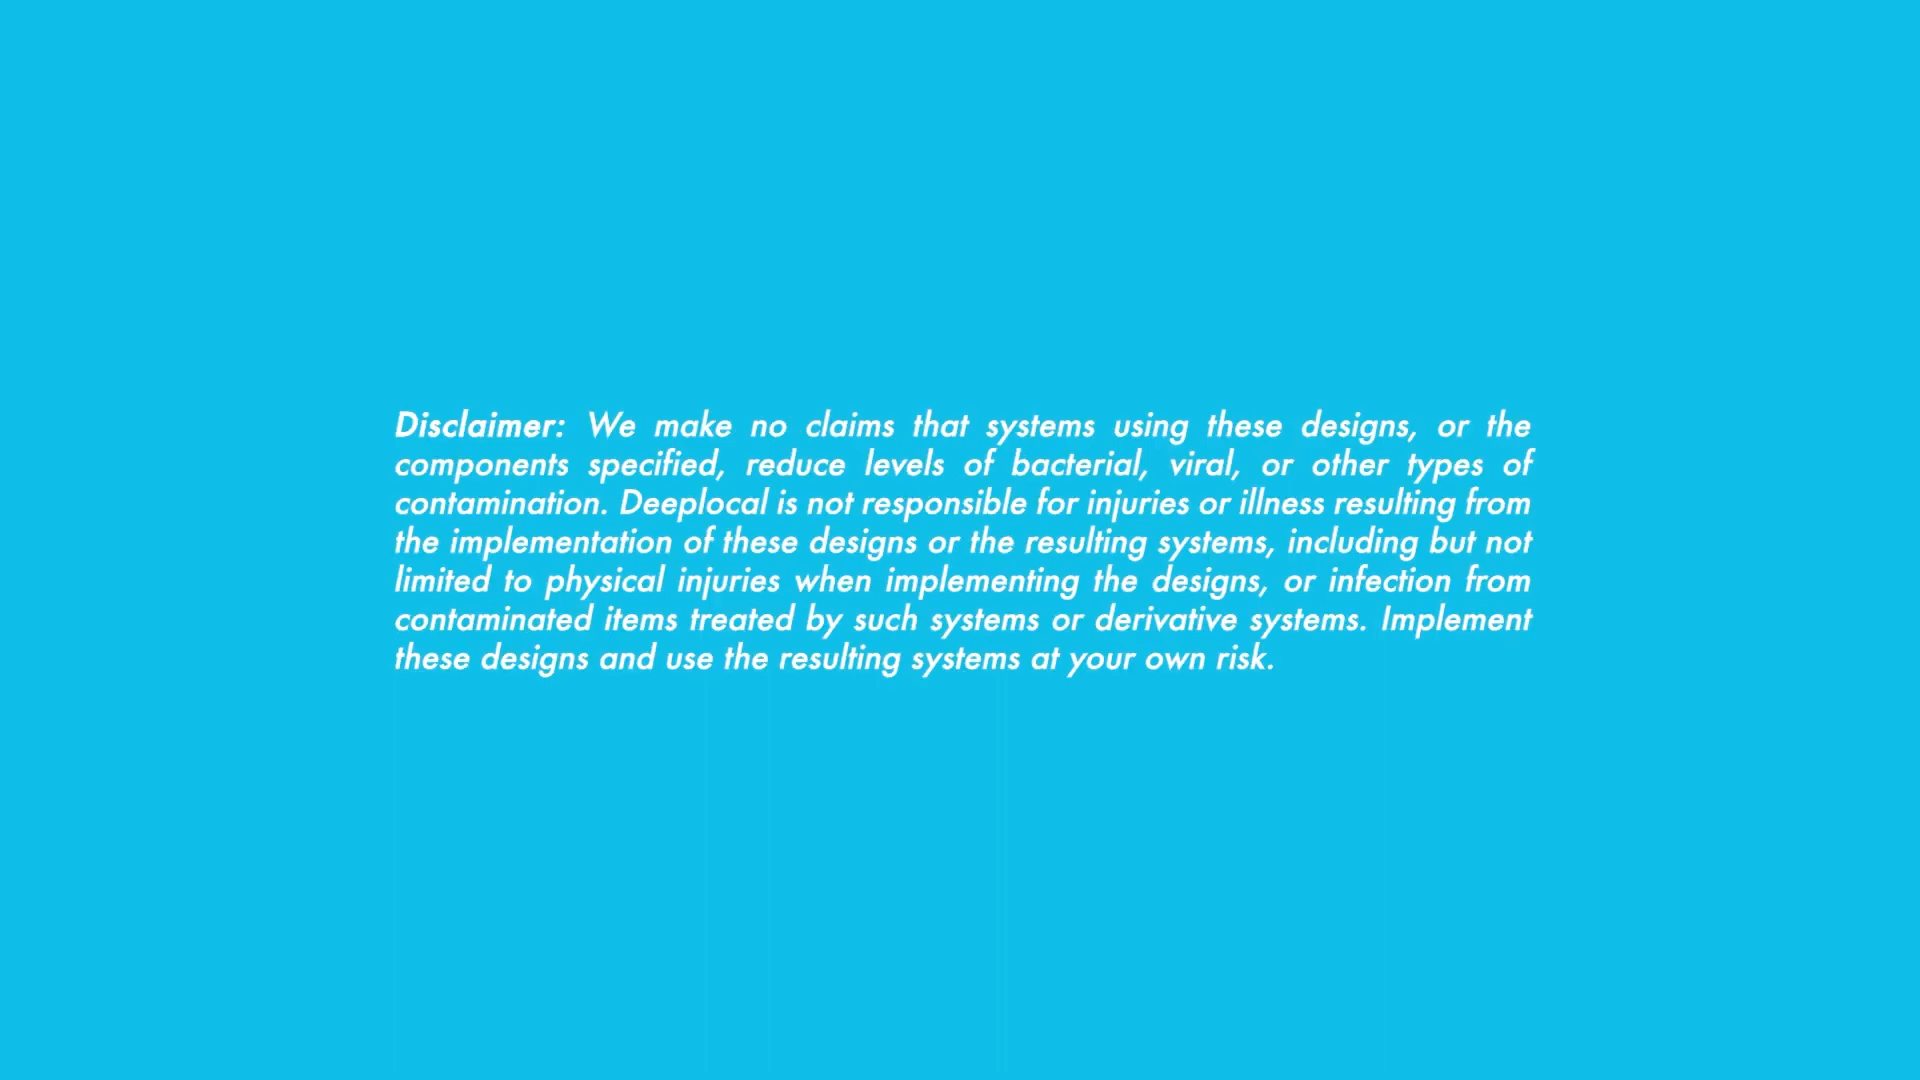 Disclaimer: We make no claims that systems using these designs, or the
components specified, reduce levels of bacterial, viral, or other types of
contamination. Deeplocal is not responsible for injuries or illness resulting from
the implementation of these designs or the resulting systems, including but not
limited to physical injuries when implementing the designs, or infection from
contaminated items treated by such systems or derivative systems. Implement
these designs and use the resulting systems at your own risk.